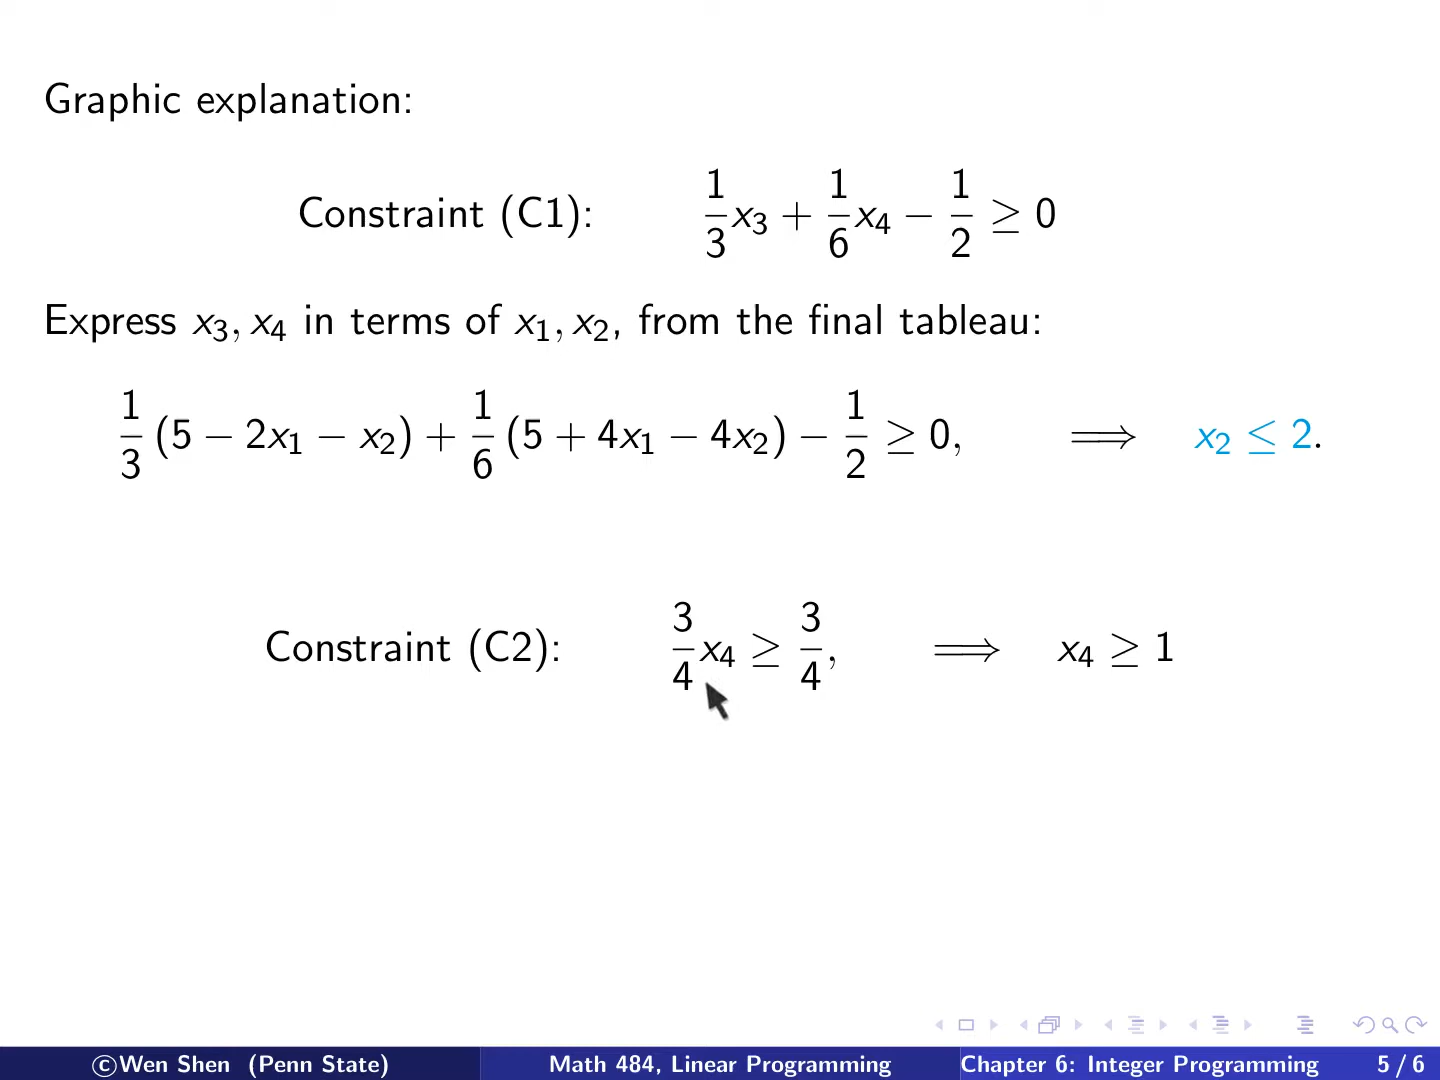 Graphic explanation:
Constraint (C1): 1/3 x₃ + 1/6 x₄ − 1/2 ≥ 0
Express x₃, x₄ in terms of x₁, x₂, from the final tableau:
1/3 (5 − 2x₁ − x₂) + 1/6 (5 + 4x₁ − 4x₂) − 1/2 ≥ 0, ⟹ x₂ ≤ 2.
Constraint (C2): 3/4 x₄ ≥ 3/4, ⟹ x₄ ≥ 1
©Wen Shen (Penn State) Math 484, Linear Programming Chapter 6: Integer Programming 5 / 6